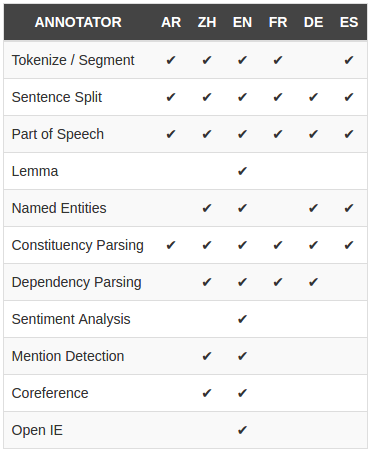 ANNOTATOR AR ZH EN FR DE ES
Tokenize / Segment ✔ ✔ ✔ ✔ ✔
Sentence Split ✔ ✔ ✔ ✔ ✔ ✔
Part of Speech ✔ ✔ ✔ ✔ ✔ ✔
Lemma ✔
Named Entities ✔ ✔ ✔ ✔
Constituency Parsing ✔ ✔ ✔ ✔ ✔ ✔
Dependency Parsing ✔ ✔ ✔ ✔
Sentiment Analysis ✔
Mention Detection ✔ ✔
Coreference ✔ ✔
Open IE ✔